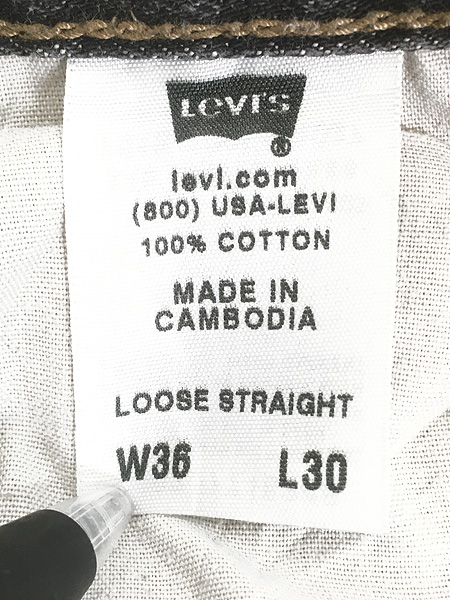 LEVI'S
®
levi.com
(800) USA-LEVI
100% COTTON
MADE IN
CAMBODIA
LOOSE STRAIGHT
W36 L30